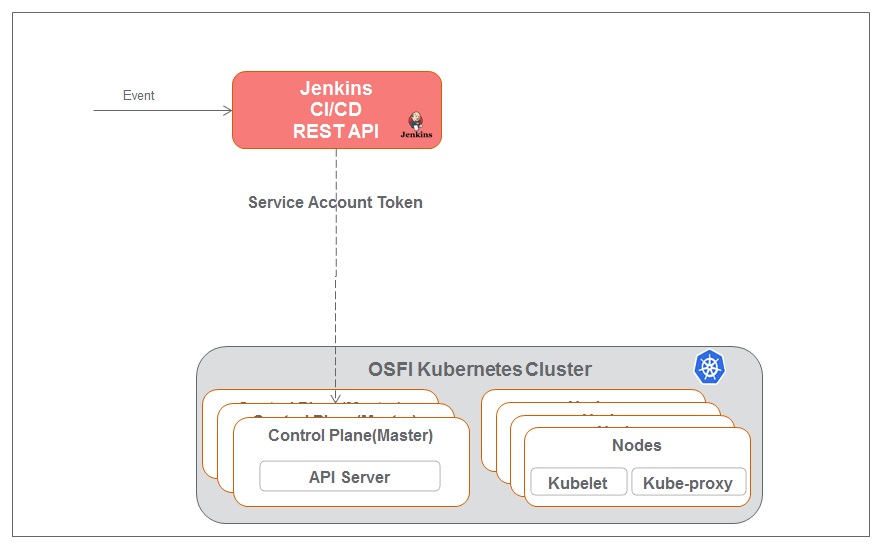 Event
Jenkins
CI/CD
REST API
Jenkins
Service Account Token
OSFI Kubernetes Cluster
Control Plane(Master)
API Server
Nodes
Kubelet
Kube-proxy